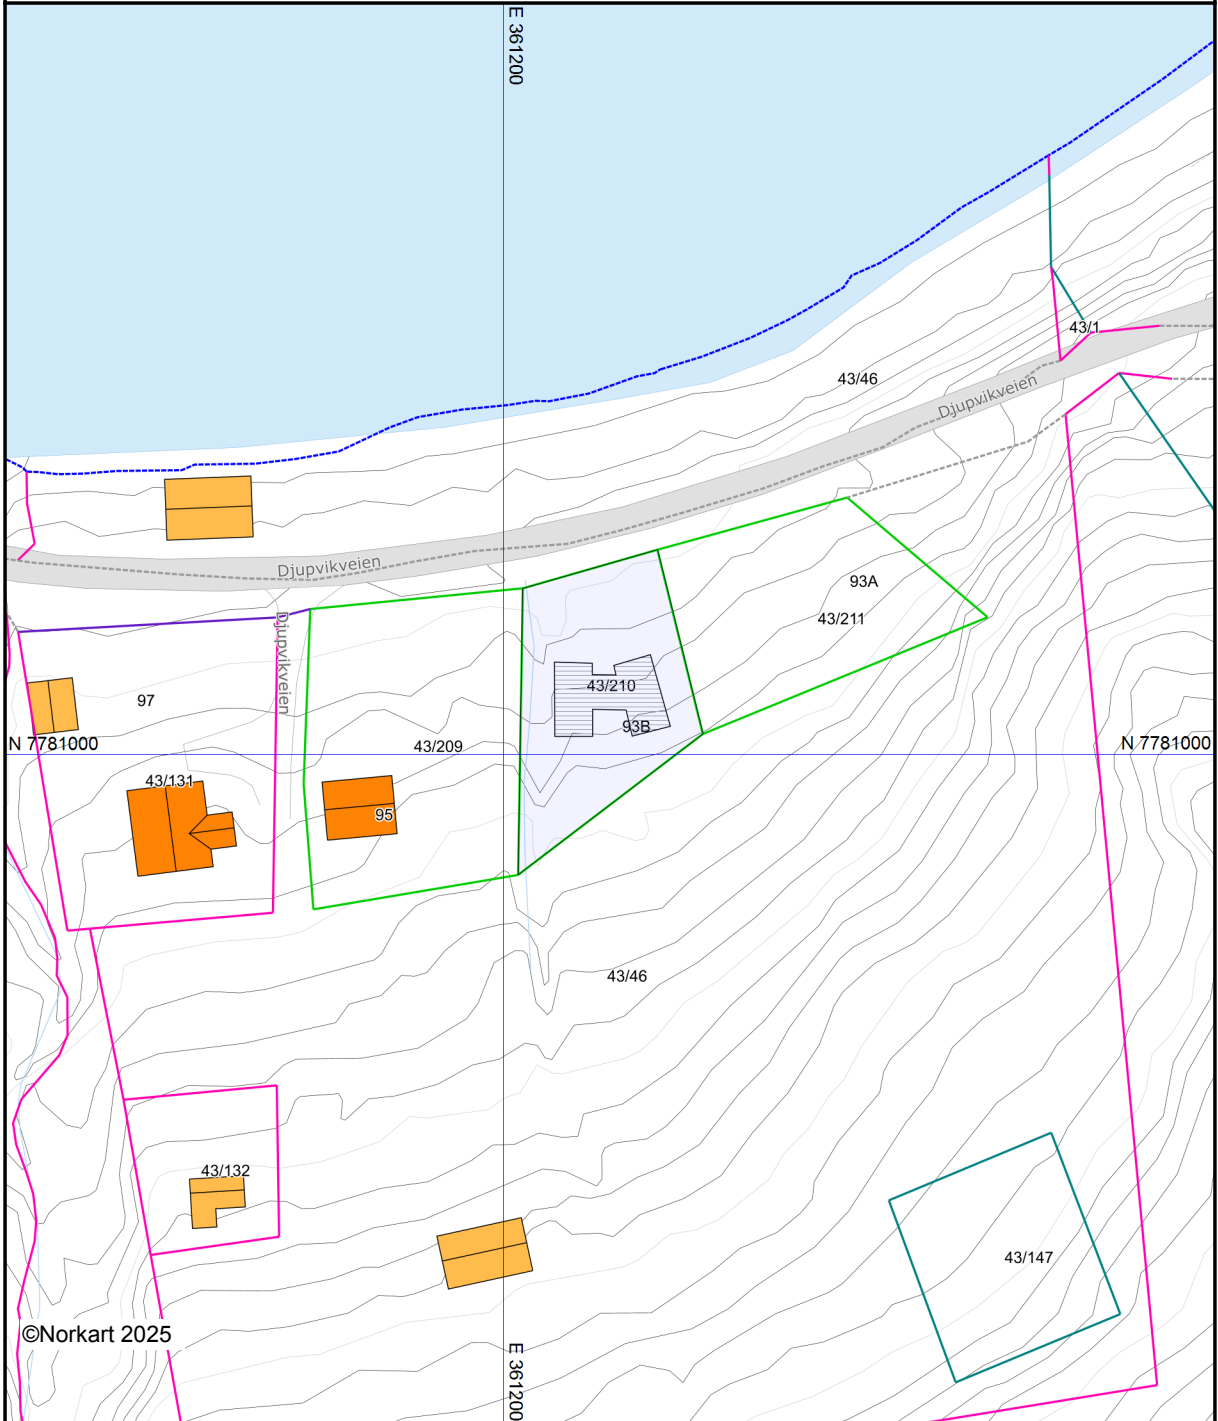 E 361200
43/1
43/46
Djupvikveien
Djupvikveien
93A
43/211
Djupvikveien
43/210
97
93B
N 7781000
43/209
N 7781000
43/131
95
43/46
43/132
43/147
©Norkart 2025
E 361200